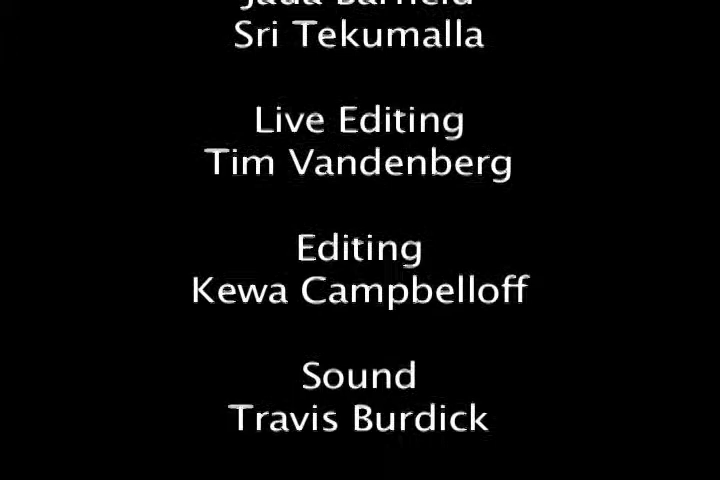 Sri Tekumalla
Live Editing
Tim Vandenberg
Editing
Kewa Campbelloff
Sound
Travis Burdick